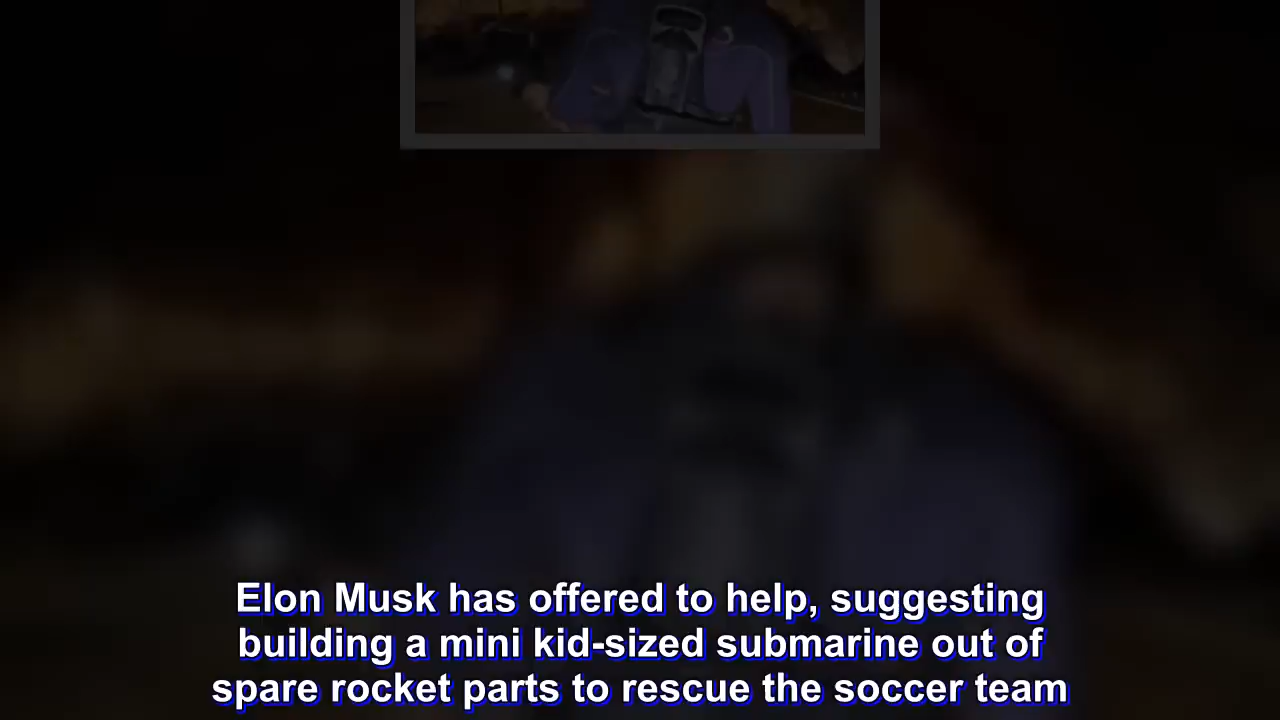 Elon Musk has offered to help, suggesting
building a mini kid-sized submarine out of
spare rocket parts to rescue the soccer team